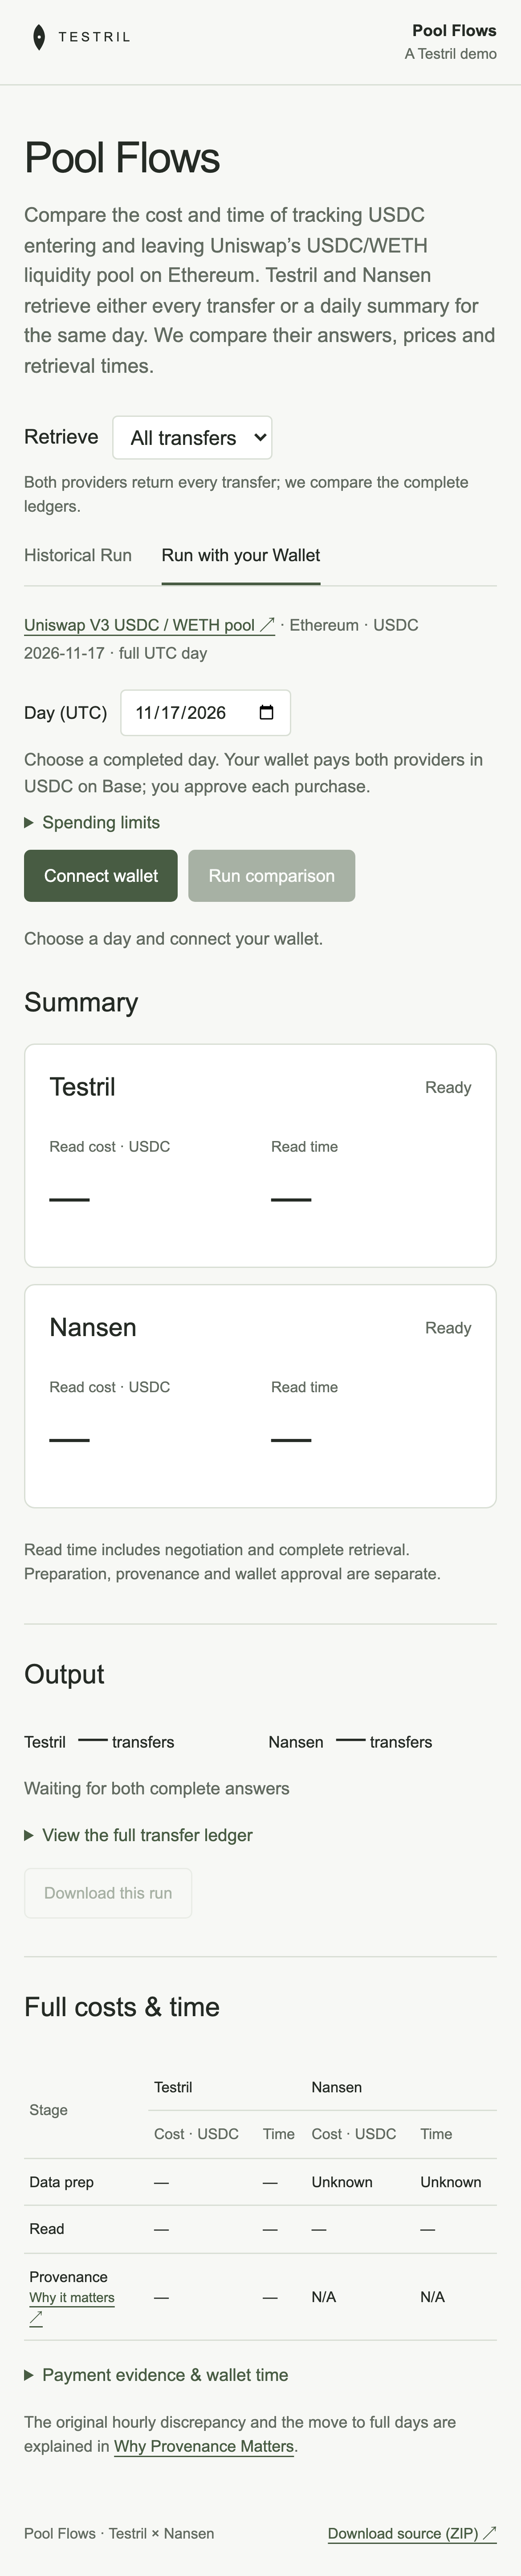 TESTRIL
Pool Flows
A Testril demo
Pool Flows
Compare the cost and time of tracking USDC
entering and leaving Uniswap’s USDC/WETH
liquidity pool on Ethereum. Testril and Nansen
retrieve either every transfer or a daily summary for
the same day. We compare their answers, prices and
retrieval times.
Retrieve All transfers
Both providers return every transfer; we compare the complete
ledgers.
Historical Run Run with your Wallet
Uniswap V3 USDC / WETH pool ↗ · Ethereum · USDC
2026-11-17 · full UTC day
Day (UTC) 11/17/2026
Choose a completed day. Your wallet pays both providers in
USDC on Base; you approve each purchase.
▶ Spending limits
Connect wallet Run comparison
Choose a day and connect your wallet.
Summary
Testril Ready
Read cost · USDC Read time
— —
Nansen Ready
Read cost · USDC Read time
— —
Read time includes negotiation and complete retrieval.
Preparation, provenance and wallet approval are separate.
Output
Testril — transfers Nansen — transfers
Waiting for both complete answers
▶ View the full transfer ledger
Download this run
Full costs & time
Testril Nansen
Stage
Cost · USDC Time Cost · USDC Time
Data prep — — Unknown Unknown
Read — — — —
Provenance
Why it matters
↗
— — N/A N/A
▶ Payment evidence & wallet time
The original hourly discrepancy and the move to full days are
explained in Why Provenance Matters.
Pool Flows · Testril × Nansen Download source (ZIP) ↗